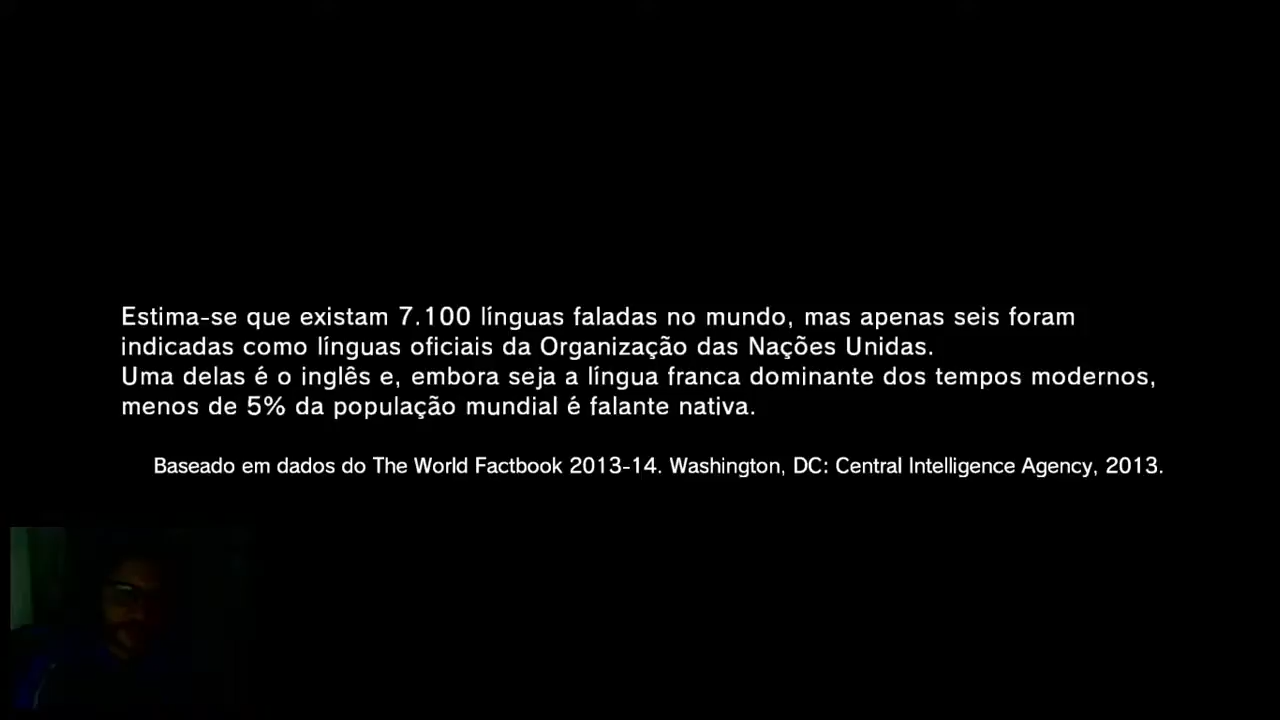 Estima-se que existam 7.100 línguas faladas no mundo, mas apenas seis foram
indicadas como línguas oficiais da Organização das Nações Unidas.
Uma delas é o inglês e, embora seja a língua franca dominante dos tempos modernos,
menos de 5% da população mundial é falante nativa.
Baseado em dados do The World Factbook 2013-14. Washington, DC: Central Intelligence Agency, 2013.